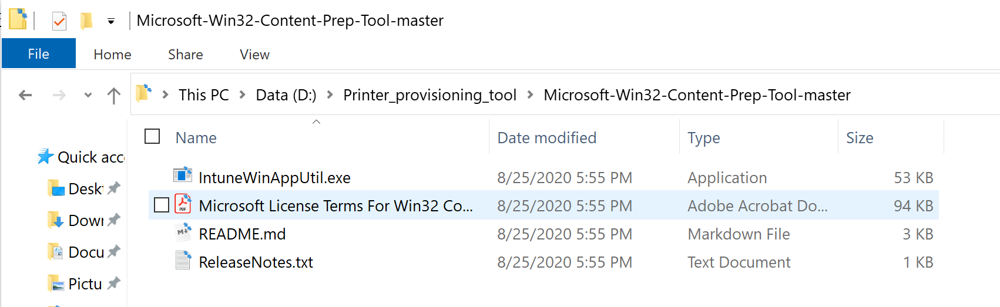 Microsoft-Win32-Content-Prep-Tool-master
File Home Share View
This PC > Data (D:) > Printer_provisioning_tool > Microsoft-Win32-Content-Prep-Tool-master
Name Date modified Type Size
Quick acc
Deskt
Down
Docu
Pictu
IntuneWinAppUtil.exe 8/25/2020 5:55 PM Application 53 KB
Microsoft License Terms For Win32 Co... 8/25/2020 5:55 PM Adobe Acrobat Do... 94 KB
README.md 8/25/2020 5:55 PM Markdown File 3 KB
ReleaseNotes.txt 8/25/2020 5:55 PM Text Document 1 KB